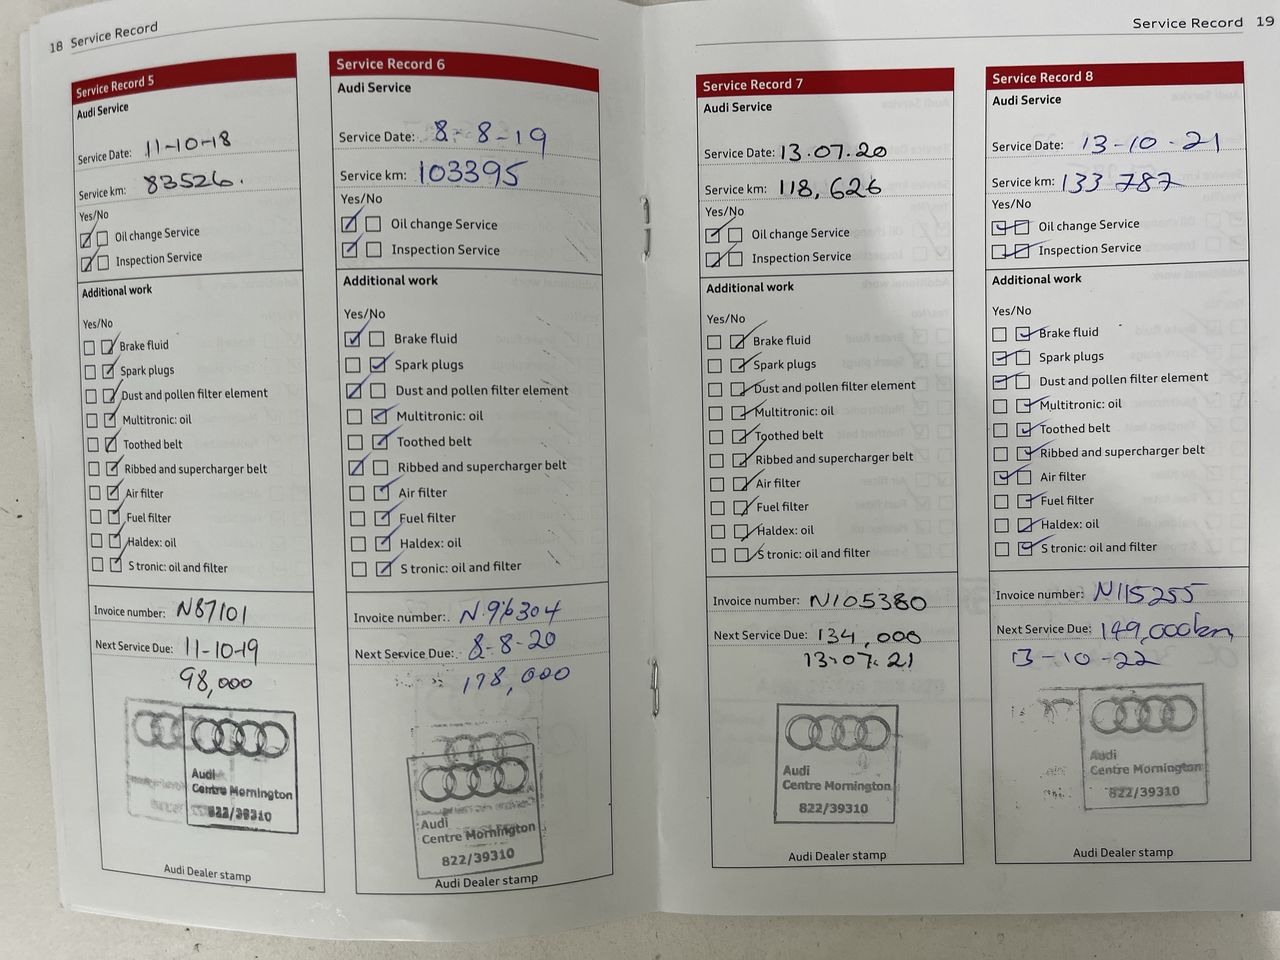 18 Service Record
Service Record 5
Audi Service
Service Date: 11-10-18
Service km: 83526.
Yes/No
Oil change Service
Inspection Service
Additional work
Yes/No
Brake fluid
Spark plugs
Dust and pollen filter element
Multitronic: oil
Toothed belt
Ribbed and supercharger belt
Air filter
Fuel filter
Haldex: oil
S tronic: oil and filter
Invoice number: N87101
Next Service Due: 11-10-19
98,000
Audi
Centre Mornington
822/39310
Audi Dealer stamp
Service Record 6
Audi Service
Service Date: 8-8-19
Service km: 103395
Yes/No
Oil change Service
Inspection Service
Additional work
Yes/No
Brake fluid
Spark plugs
Dust and pollen filter element
Multitronic: oil
Toothed belt
Ribbed and supercharger belt
Air filter
Fuel filter
Haldex: oil
S tronic: oil and filter
Invoice number:
Next Service Due: 8-8-20
178,000
Audi
Centre Mornington
822/39310
Audi Dealer stamp
Service Record 19
Service Record 7
Audi Service
Service Date: 13.07.20
Service km: 118,626
Yes/No
Oil change Service
Inspection Service
Additional work
Yes/No
Brake fluid
Spark plugs
Dust and pollen filter element
Multitronic: oil
Toothed belt
Ribbed and supercharger belt
Air filter
Fuel filter
Haldex: oil
S tronic: oil and filter
Invoice number: N105380
Next Service Due: 134,000
13.07.21
Audi
Centre Mornington
822/39310
Audi Dealer stamp
Service Record 8
Audi Service
Service Date: 13-10-21
Service km: 133 787
Yes/No
Oil change Service
Inspection Service
Additional work
Yes/No
Brake fluid
Spark plugs
Dust and pollen filter element
Multitronic: oil
Toothed belt
Ribbed and supercharger belt
Air filter
Fuel filter
Haldex: oil
S tronic: oil and filter
Invoice number: N115255
Next Service Due: 149,000km
13-10-22
Audi
Centre Mornington
822/39310
Audi Dealer stamp